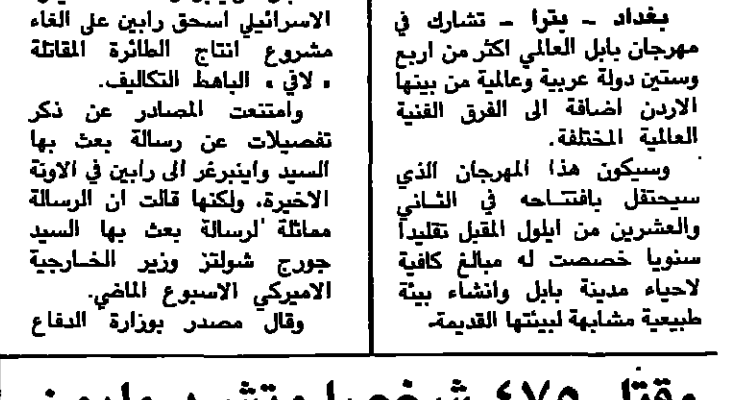 بغداد ـ بترا ـ تشارك في
مهرجان بابل العالمي اكثر من اربع
وستين دولة عربية وعالمية من بينها
الاردن اضافة الى الفرق الفنية
العالمية المختلفة.
وسيكون هذا المهرجان الذي
سيحتفل بافتتـاحه في الثـاني
والعشرين من ايلول المقبل تقليدا
سنويا خصصت له مبالغ كافية
لاحياء مدينة بابل وانشاء بيئة
طبيعية مشابهة لبيئتها القديمة.
الاسرائيلي اسحق رابين على الغاء
مشروع انتاج الطائرة المقاتلة
« لافي » الباهظ التكاليف.
وامتنعت المصادر عن ذكر
تفصيلات عن رسالة بعث بها
السيد واينبرغر الى رابين في الاونة
الاخيرة. ولكنها قالت ان الرسالة
مماثلة لرسالة بعث بها السيد
جورج شولتز وزير الخـارجية
الاميركي الاسبوع الماضي.
وقال مصدر بوزارة الدفاع